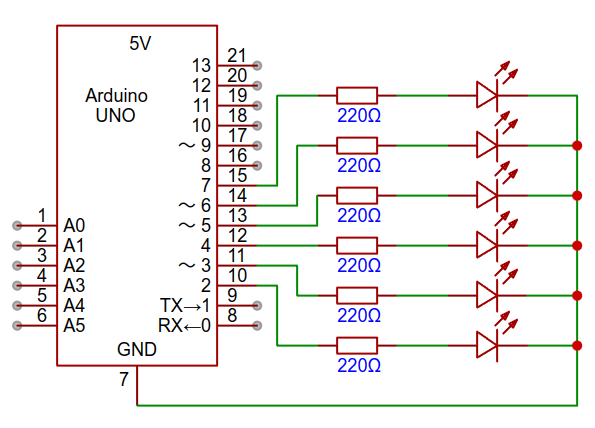 5V
Arduino
UNO
13 21
12 20
11 19
10 18
~ 9 17
8 16
7 15
~ 6 14
~ 5 13
4 12
~ 3 11
2 10
TX→1 9
RX←0 8
1 A0
2 A1
3 A2
4 A3
5 A4
6 A5
GND
7
220Ω
220Ω
220Ω
220Ω
220Ω
220Ω